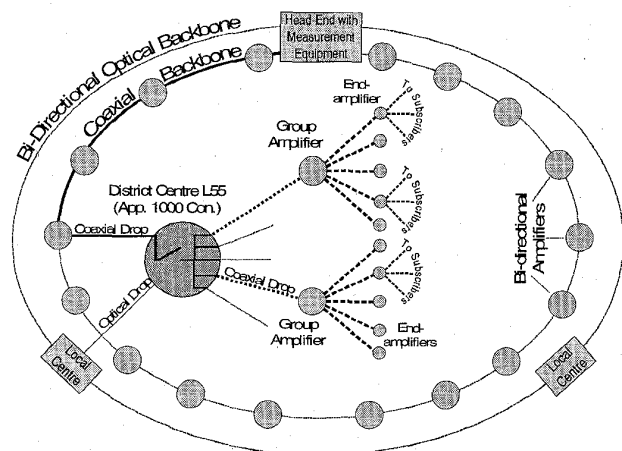 Head-End with
Measurement
Equipment
Bi-Directional Optical Backbone
Coaxial Backbone
End-
amplifier
To Subscribers
Group
Amplifier
District Centre L55
(App. 1000 Con.)
To Subscribers
Coaxial Drop
Bi-directional
Amplifiers
To Subscribers
Coaxial Drop
Optical Drop
Group
Amplifier
End-
amplifiers
Local
Centre
Local
Centre